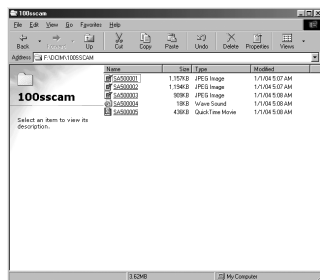 100sscam
File Edit View Go Favorites Help
Back Forward Up Cut Copy Paste Undo Delete Properties Views
Address F:\DCIM\100SSCAM
100sscam
Select an item to view its
description.
Name Size Type Modified
SA500001 1,157KB JPEG Image 1/1/04 5:07 AM
SA500002 1,194KB JPEG Image 1/1/04 5:07 AM
SA500003 909KB JPEG Image 1/1/04 5:08 AM
SA500004 18KB Wave Sound 1/1/04 5:08 AM
SA500005 436KB QuickTime Movie 1/1/04 5:08 AM
3.62MB My Computer